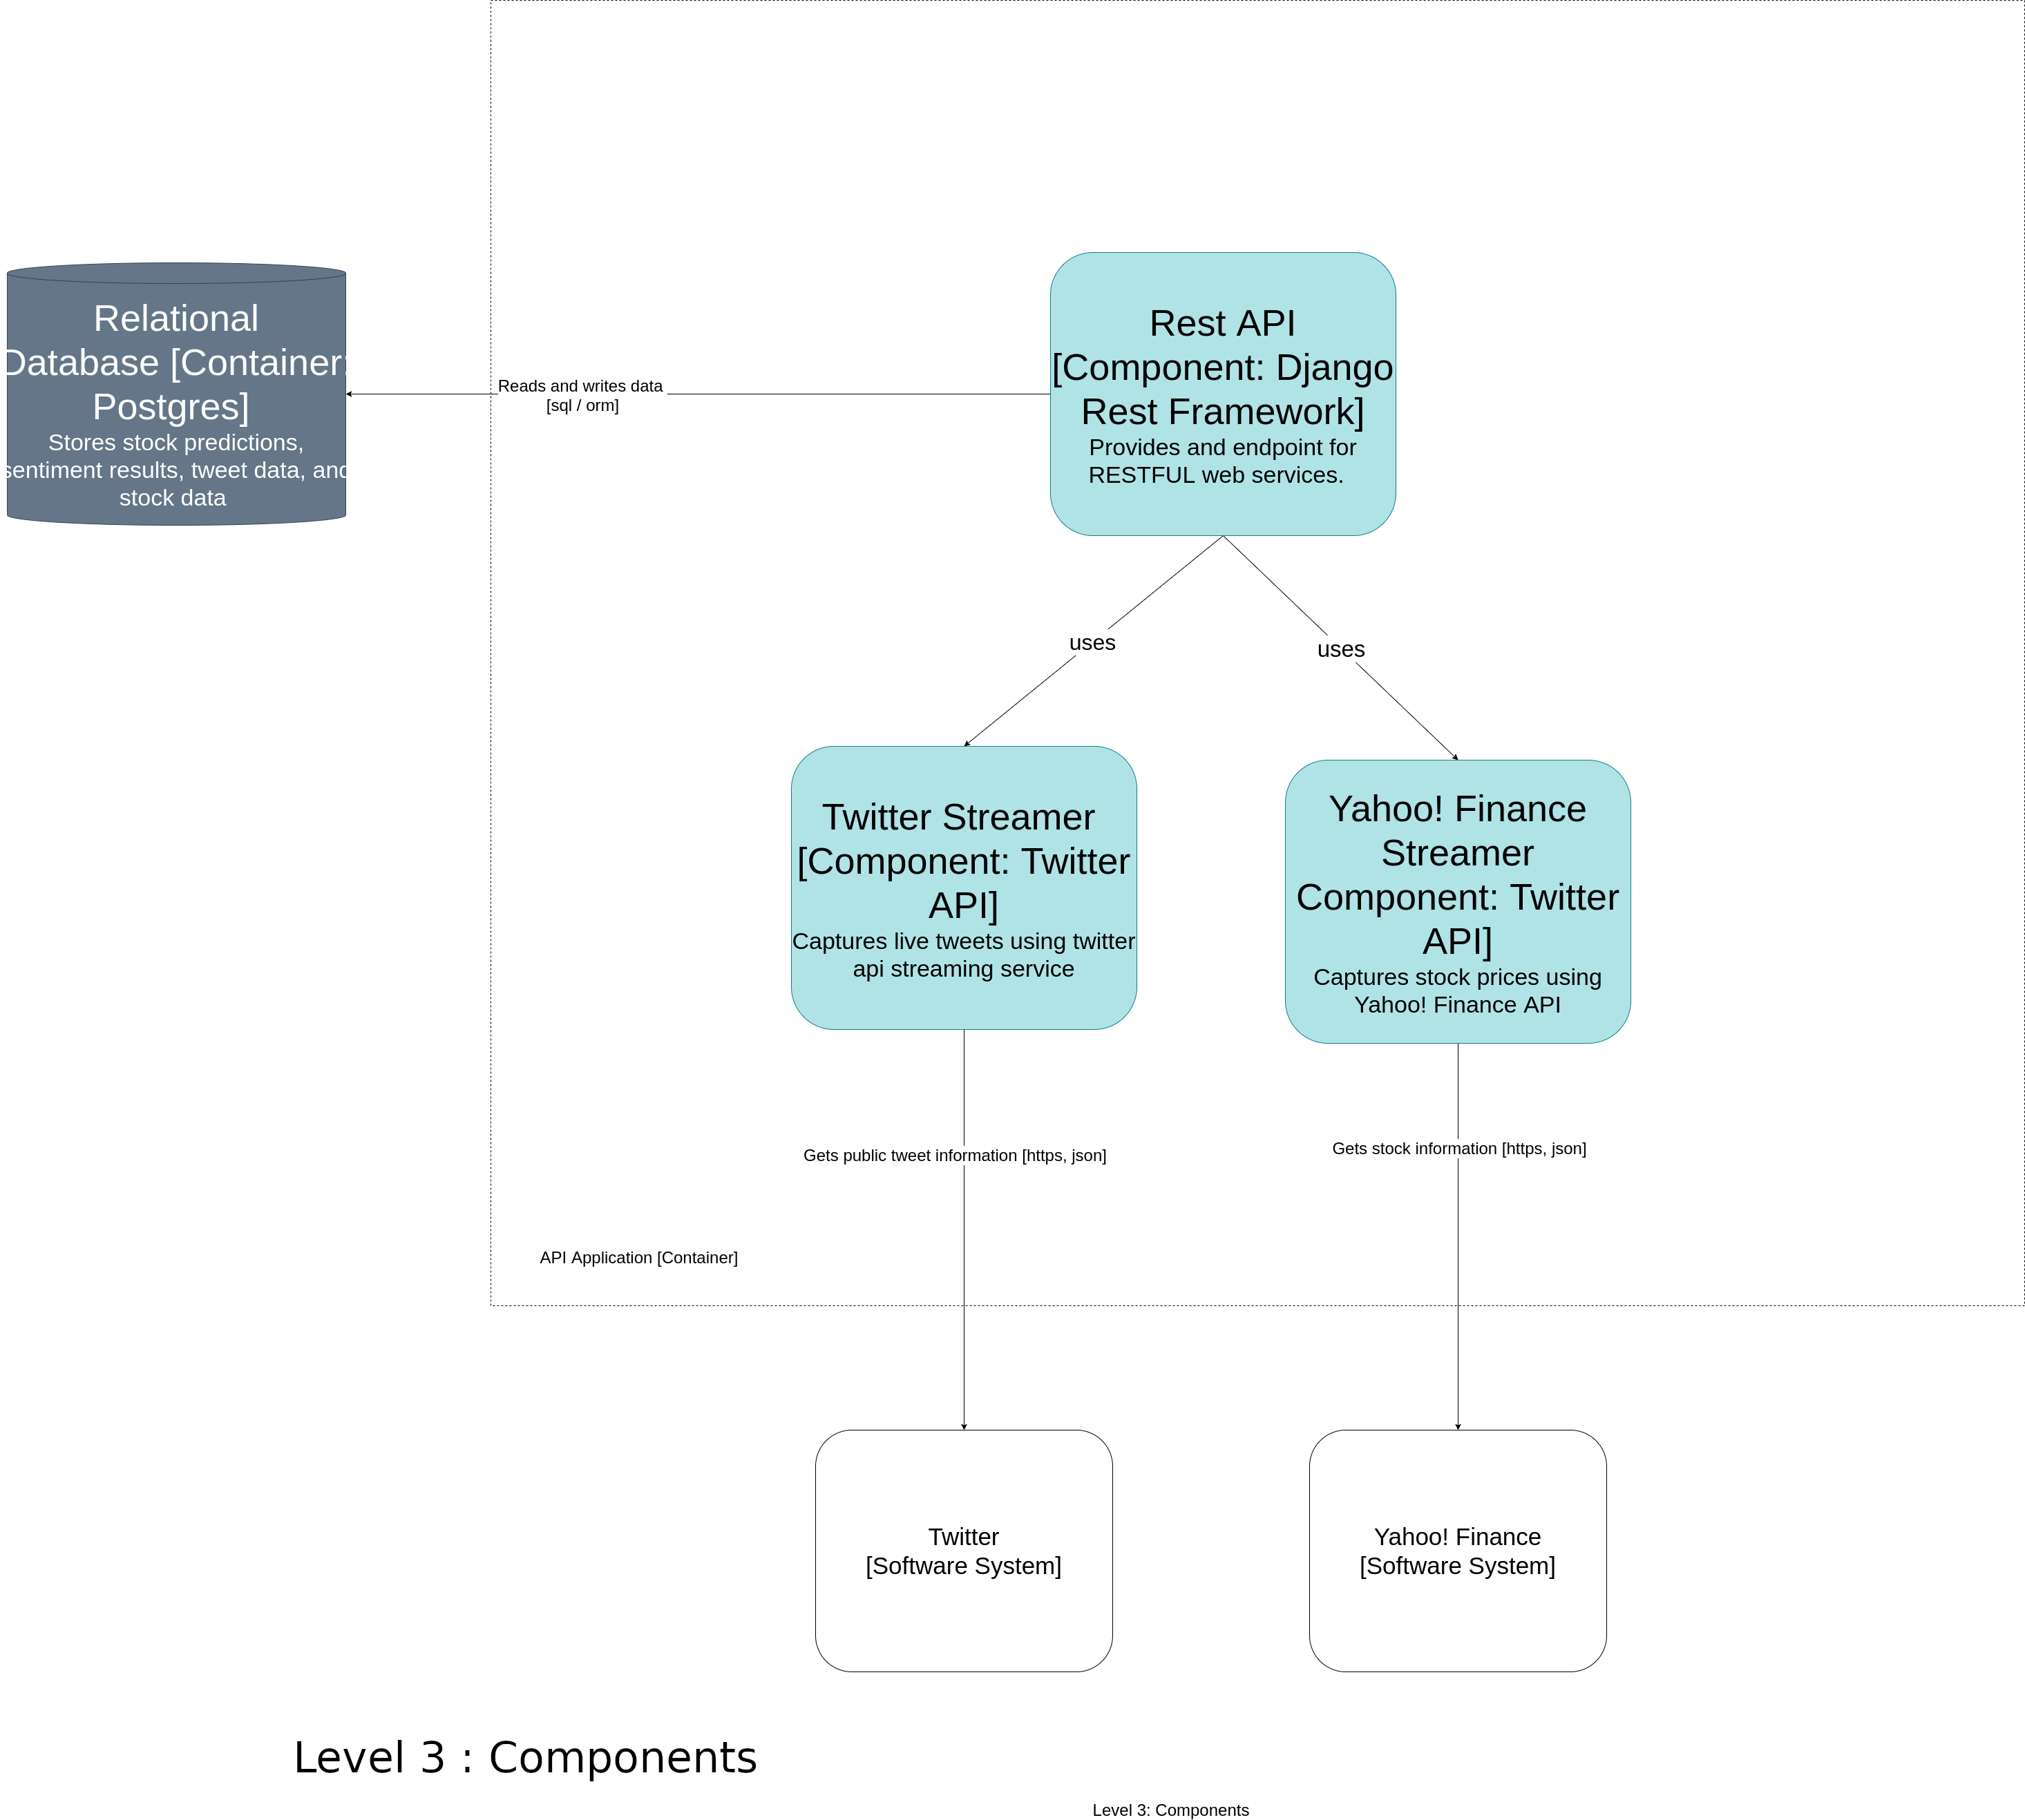 Relational
Database [Container:
Postgres]
Stores stock predictions,
sentiment results, tweet data, and
stock data
Reads and writes data
[sql / orm]
Rest API
[Component: Django
Rest Framework]
Provides and endpoint for
RESTFUL web services.
uses
uses
Twitter Streamer
[Component: Twitter
API]
Captures live tweets using twitter
api streaming service
Yahoo! Finance
Streamer
Component: Twitter
API]
Captures stock prices using
Yahoo! Finance API
Gets public tweet information [https, json]
Gets stock information [https, json]
API Application [Container]
Twitter
[Software System]
Yahoo! Finance
[Software System]
Level 3 : Components
Level 3: Components